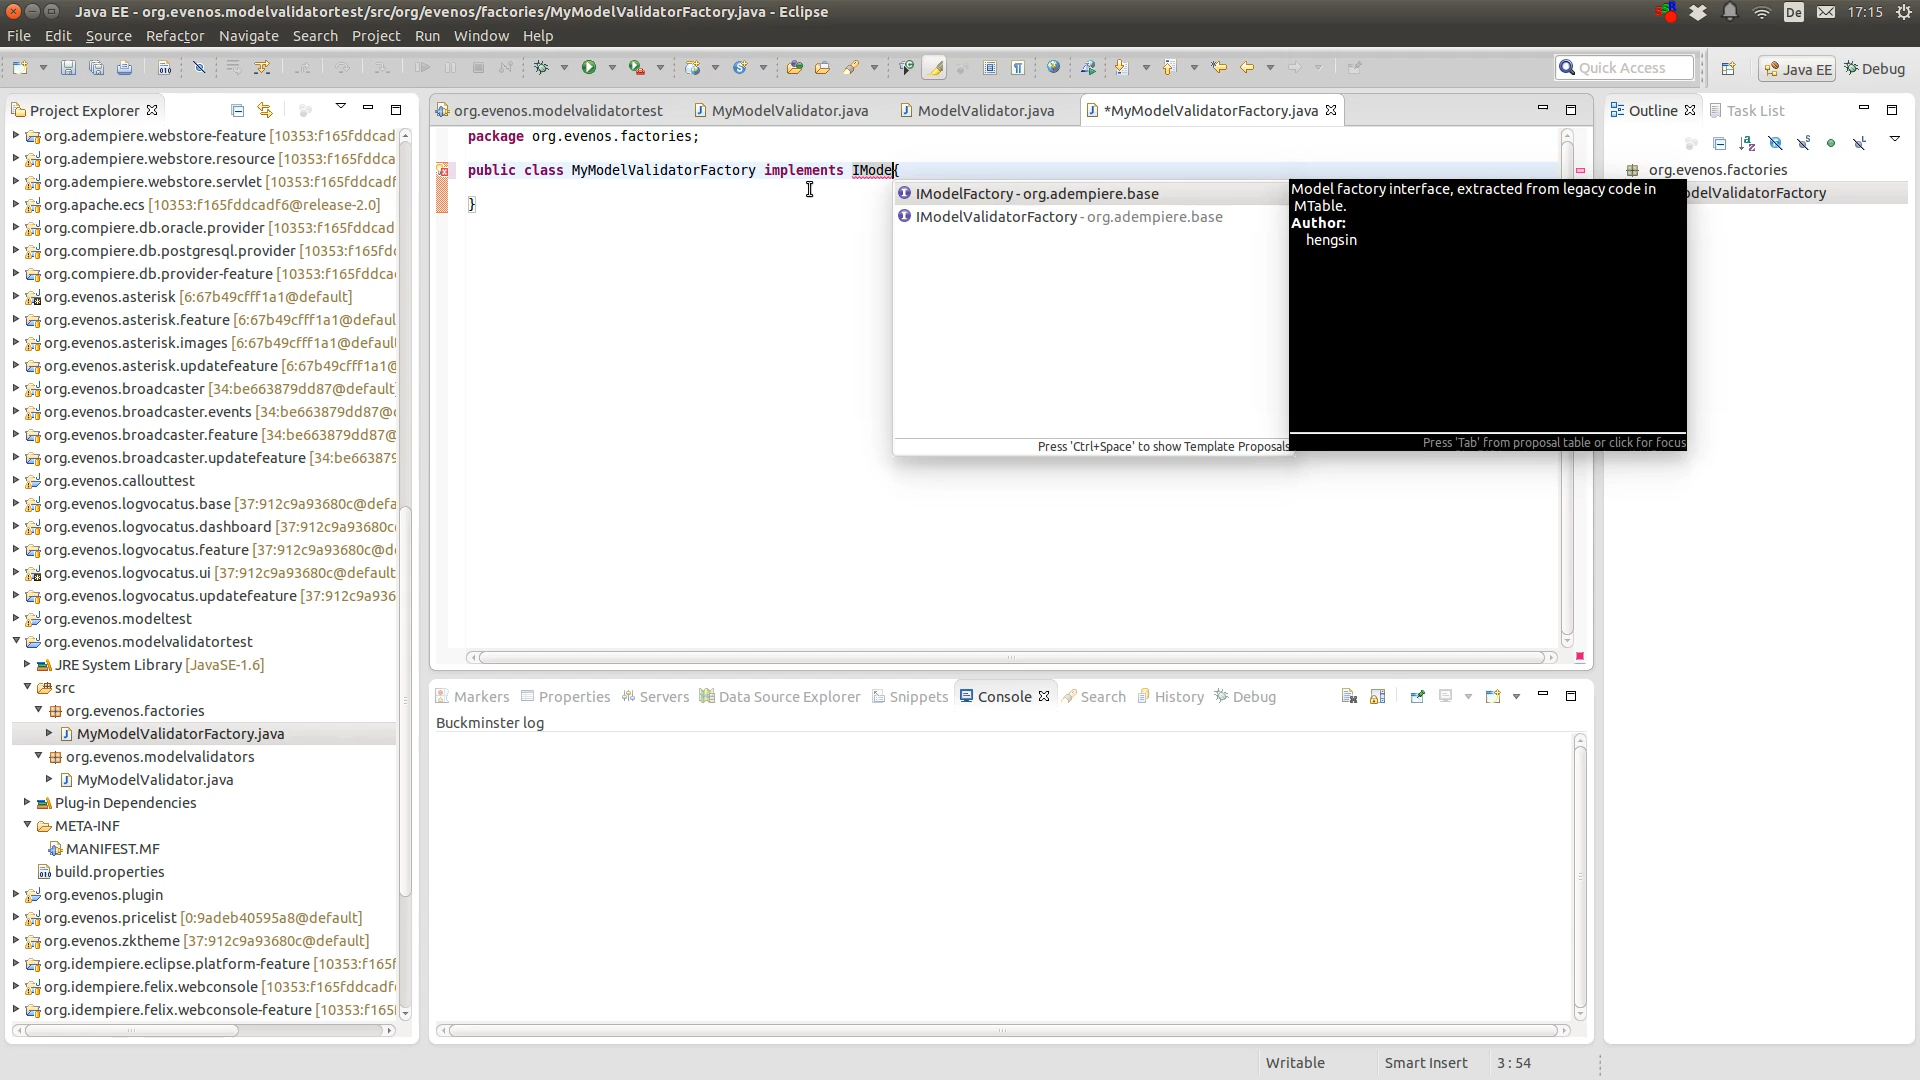 Java EE - org.evenos.modelvalidatortest/src/org/evenos/factories/MyModelValidatorFactory.java - Eclipse
De
17:15
File Edit Source Refactor Navigate Search Project Run Window Help
Quick Access
Java EE
Debug
Project Explorer
org.adempiere.webstore-feature [10353:f165fddcad
org.adempiere.webstore.resource [10353:f165fddcad
org.adempiere.webstore.servlet [10353:f165fddcad
org.apache.ecs [10353:f165fddcadf6@release-2.0]
org.compiere.db.oracle.provider [10353:f165fddcad
org.compiere.db.postgresql.provider [10353:f165fddcad
org.compiere.db.provider-feature [10353:f165fddcad
org.evenos.asterisk [6:67b49cfff1a1@default]
org.evenos.asterisk.feature [6:67b49cfff1a1@defaul
org.evenos.asterisk.images [6:67b49cfff1a1@default
org.evenos.asterisk.updatefeature [6:67b49cfff1a1@
org.evenos.broadcaster [34:be663879dd87@default]
org.evenos.broadcaster.events [34:be663879dd87@
org.evenos.broadcaster.feature [34:be663879dd87@
org.evenos.broadcaster.updatefeature [34:be663879
org.evenos.callouttest
org.evenos.logvocatus.base [37:912c9a93680c@defa
org.evenos.logvocatus.dashboard [37:912c9a93680c
org.evenos.logvocatus.feature [37:912c9a93680c@d
org.evenos.logvocatus.ui [37:912c9a93680c@default
org.evenos.logvocatus.updatefeature [37:912c9a936
org.evenos.modeltest
org.evenos.modelvalidatortest
JRE System Library [JavaSE-1.6]
src
org.evenos.factories
MyModelValidatorFactory.java
org.evenos.modelvalidators
MyModelValidator.java
Plug-in Dependencies
META-INF
MANIFEST.MF
build.properties
org.evenos.plugin
org.evenos.pricelist [0:9adeb40595a8@default]
org.evenos.zktheme [37:912c9a93680c@default]
org.idempiere.eclipse.platform-feature [10353:f165f
org.idempiere.felix.webconsole [10353:f165fddcadf
org.idempiere.felix.webconsole-feature [10353:f165
org.evenos.modelvalidatortest
MyModelValidator.java
ModelValidator.java
*MyModelValidatorFactory.java
package org.evenos.factories;
public class MyModelValidatorFactory implements IMode{
}
IModelFactory - org.adempiere.base
IModelValidatorFactory - org.adempiere.base
Press 'Ctrl+Space' to show Template Proposals
Model factory interface, extracted from legacy code in
MTable.
Author:
hengsin
Press 'Tab' from proposal table or click for focus
Outline
Task List
org.evenos.factories
delValidatorFactory
Markers Properties Servers Data Source Explorer Snippets Console Search History Debug
Buckminster log
Writable
Smart Insert
3 : 54